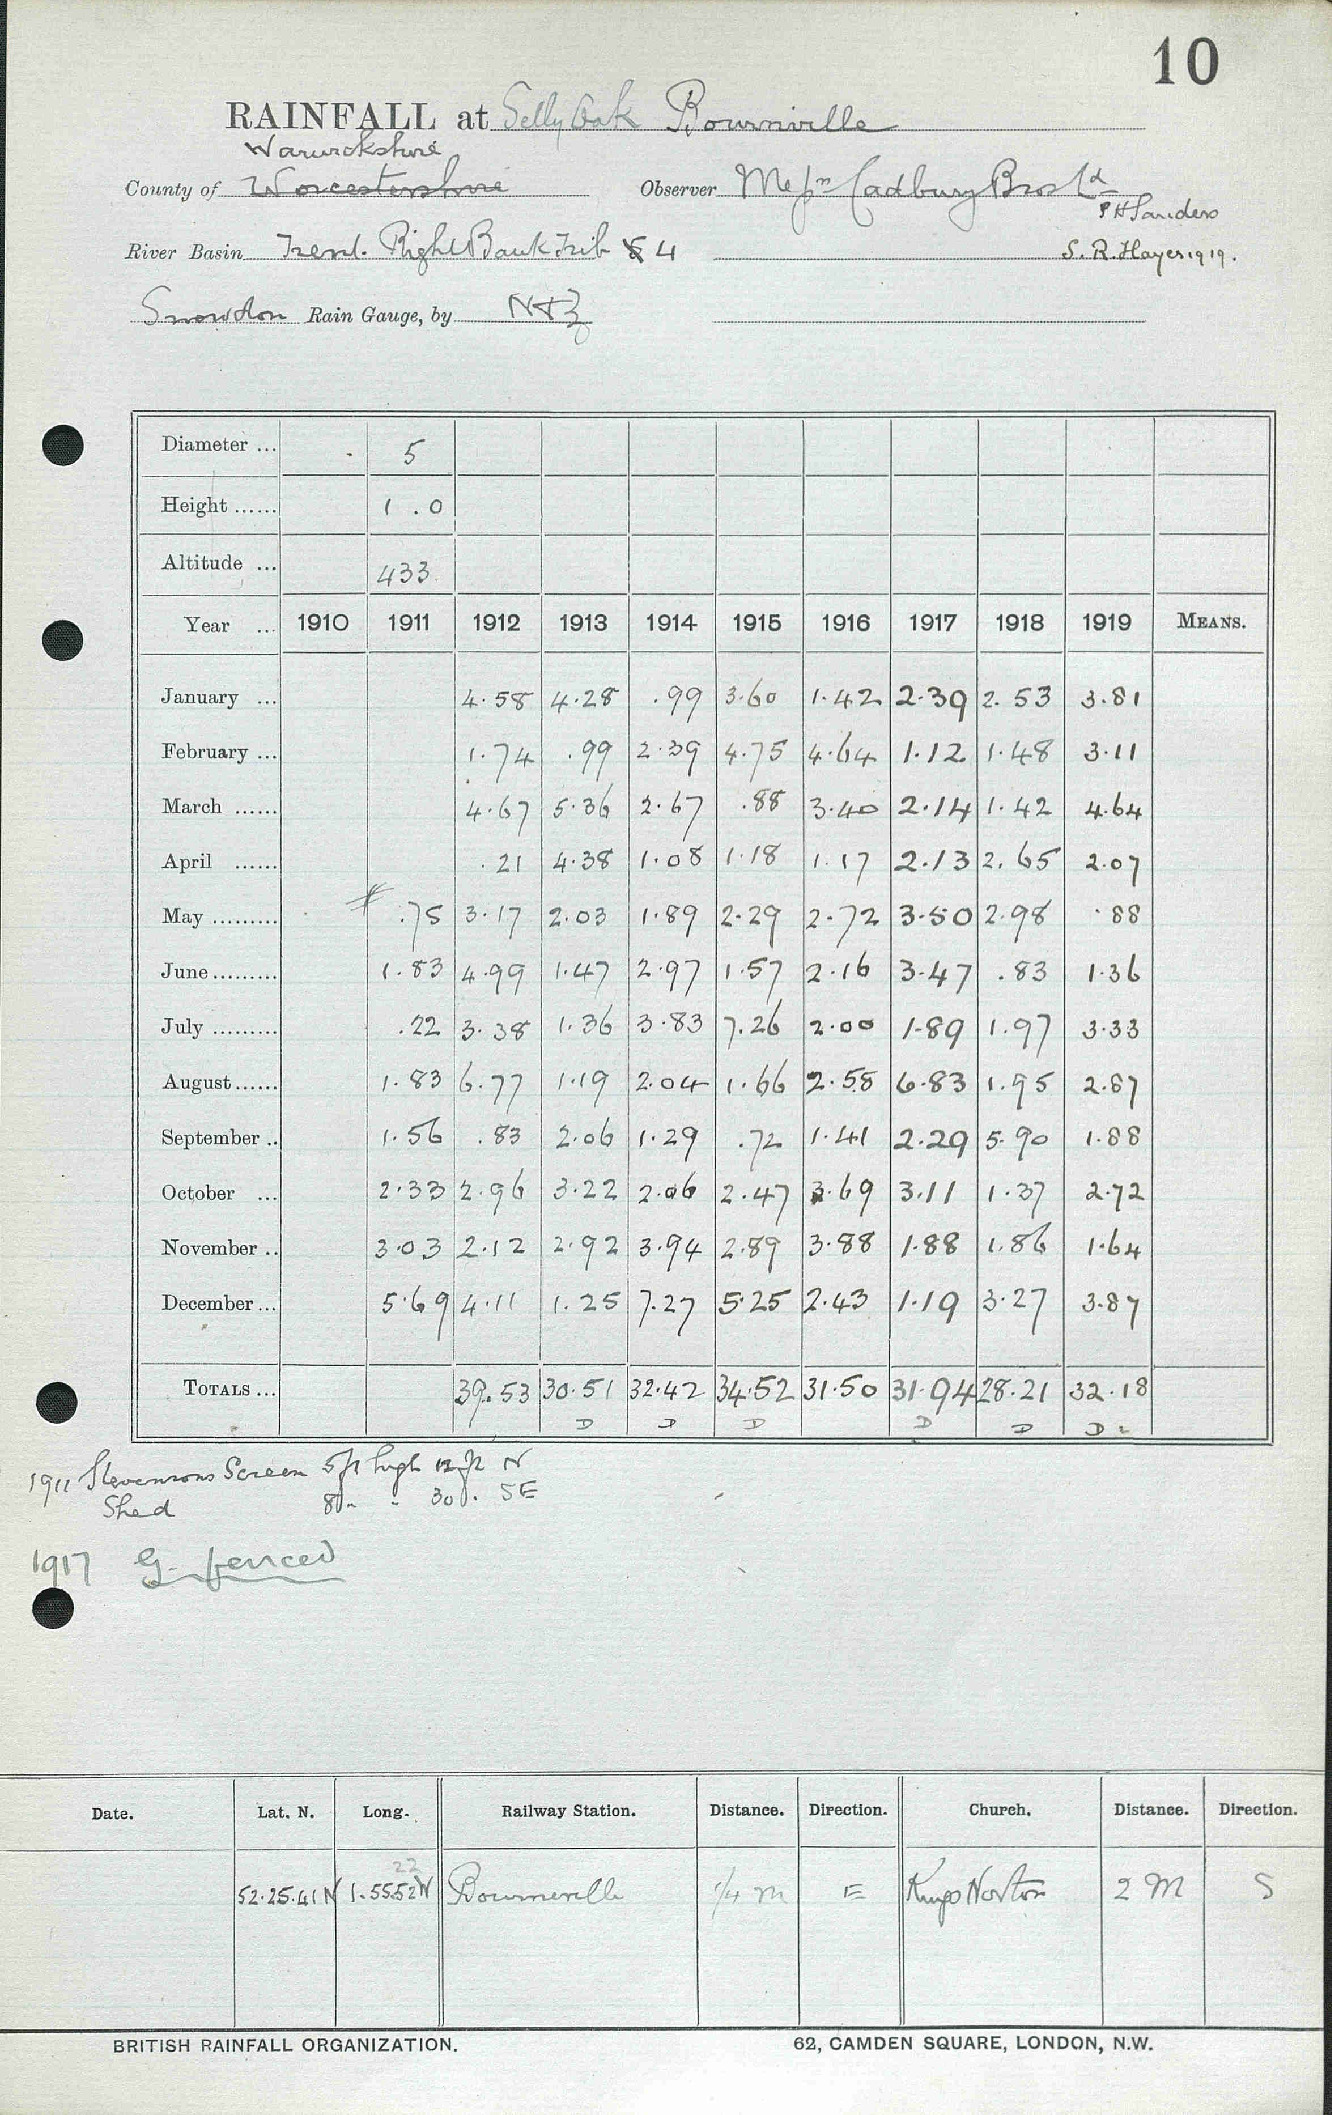 10
RAINFALL at Selly Oak Bournville
Warwickshire
County of Worcestershire Observer Messrs Cadbury Bros Ld
P H Sanders
River Basin Trent. Right Bank Trib 4
S. R. Hayes 1919.
Snowdon Rain Gauge, by N & Z
Diameter ... 5
Height ...... 1.0
Altitude ... 433
Year ... 1910 1911 1912 1913 1914 1915 1916 1917 1918 1919 MEANS.
January ... 4.58 4.28 .99 3.60 1.42 2.39 2.53 3.81
February ... 1.74 .99 2.39 4.75 4.64 1.12 1.48 3.11
March ...... 4.67 5.36 2.67 .88 3.40 2.14 1.42 4.64
April ...... .21 4.38 1.08 1.18 1.17 2.13 2.65 2.07
May ......... .75 3.17 2.03 1.89 2.29 2.72 3.50 2.98 .88
June ......... 1.83 4.99 1.47 2.97 1.57 2.16 3.47 .83 1.36
July ......... .22 3.38 1.36 3.83 7.26 2.00 1.89 1.97 3.33
August ...... 1.83 6.77 1.19 2.04 1.66 2.58 6.83 1.95 2.87
September .. 1.56 .83 2.06 1.29 .72 1.41 2.29 5.90 1.88
October ... 2.33 2.96 3.22 2.06 2.47 3.69 3.11 1.37 2.72
November .. 3.03 2.12 2.92 3.94 2.89 3.88 1.88 1.86 1.64
December ... 5.69 4.11 1.25 7.27 5.25 2.43 1.19 3.27 3.87
TOTALS ... 39.53 30.51 32.42 34.52 31.50 31.94 28.21 32.18
D D D D D D
1911 Stevensons Screen 5ft high 12ft N
Shed 8 " " 30 . SE
1917 G. fenced
Date. Lat. N. Long. Railway Station. Distance. Direction. Church. Distance. Direction.
22
52.25.41N 1.55.52W Bournville 1/4 m E Kings Norton 2 M S
BRITISH RAINFALL ORGANIZATION. 62, CAMDEN SQUARE, LONDON, N.W.